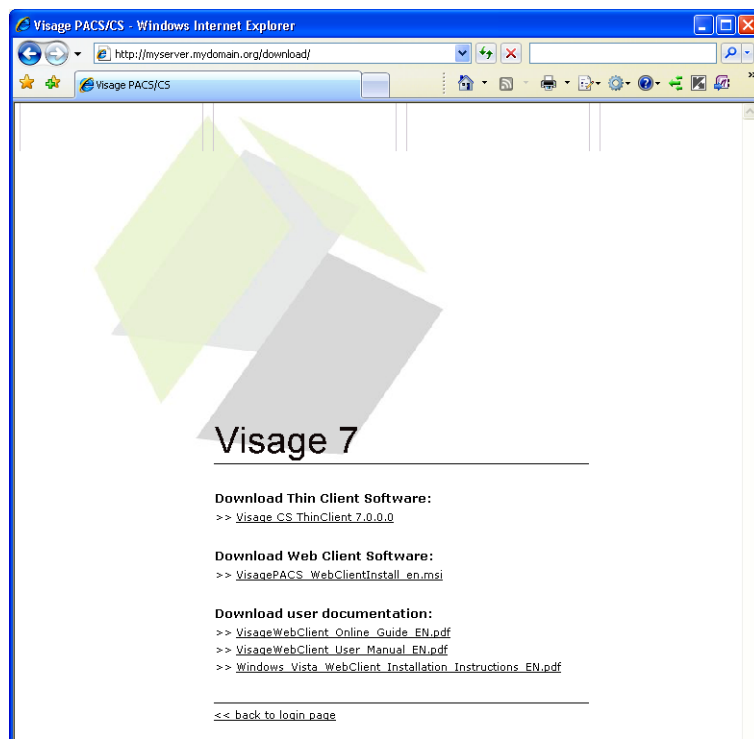 Visage PACS/CS - Windows Internet Explorer
http://myserver.mydomain.org/download/
Visage PACS/CS
Visage 7
Download Thin Client Software:
>> Visage CS ThinClient 7.0.0.0
Download Web Client Software:
>> VisagePACS_WebClientInstall_en.msi
Download user documentation:
>> VisageWebClient_Online_Guide_EN.pdf
>> VisageWebClient_User_Manual_EN.pdf
>> Windows_Vista_WebClient_Installation_Instructions_EN.pdf
<< back to login page